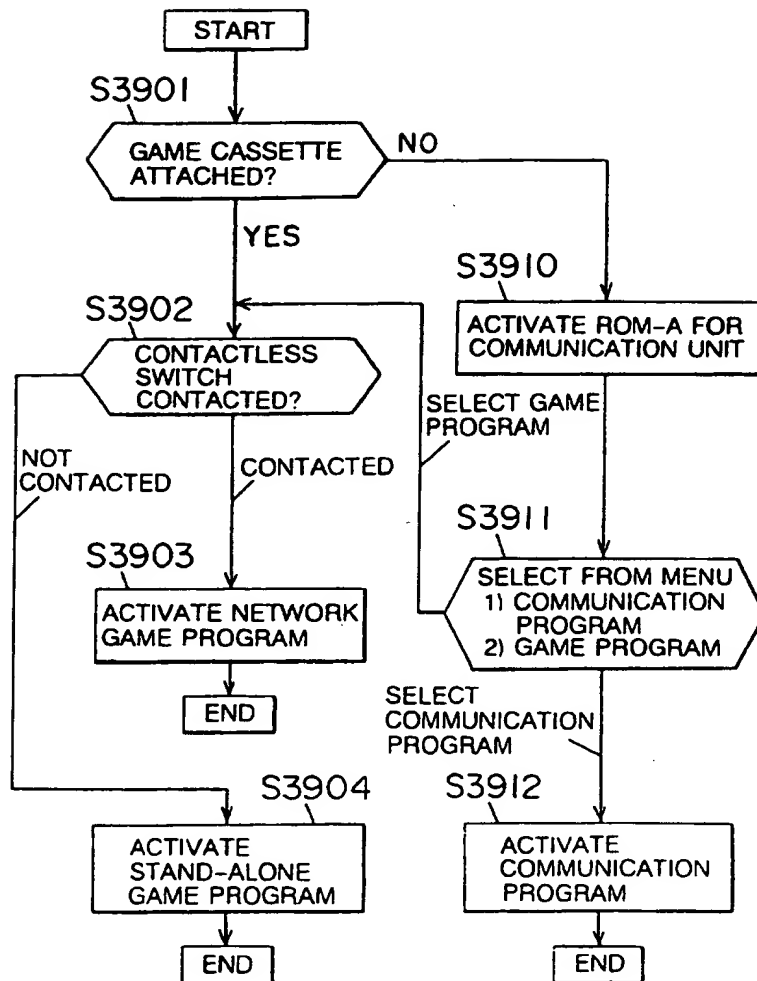 START
S3901
GAME CASSETTE
ATTACHED?
NO
YES
S3910
ACTIVATE ROM-A FOR
COMMUNICATION UNIT
S3902
CONTACTLESS
SWITCH
CONTACTED?
SELECT GAME
PROGRAM
NOT
CONTACTED
CONTACTED
S3911
SELECT FROM MENU
1) COMMUNICATION
PROGRAM
2) GAME PROGRAM
S3903
ACTIVATE NETWORK
GAME PROGRAM
END
SELECT
COMMUNICATION
PROGRAM
S3904
ACTIVATE
STAND-ALONE
GAME PROGRAM
END
S3912
ACTIVATE
COMMUNICATION
PROGRAM
END